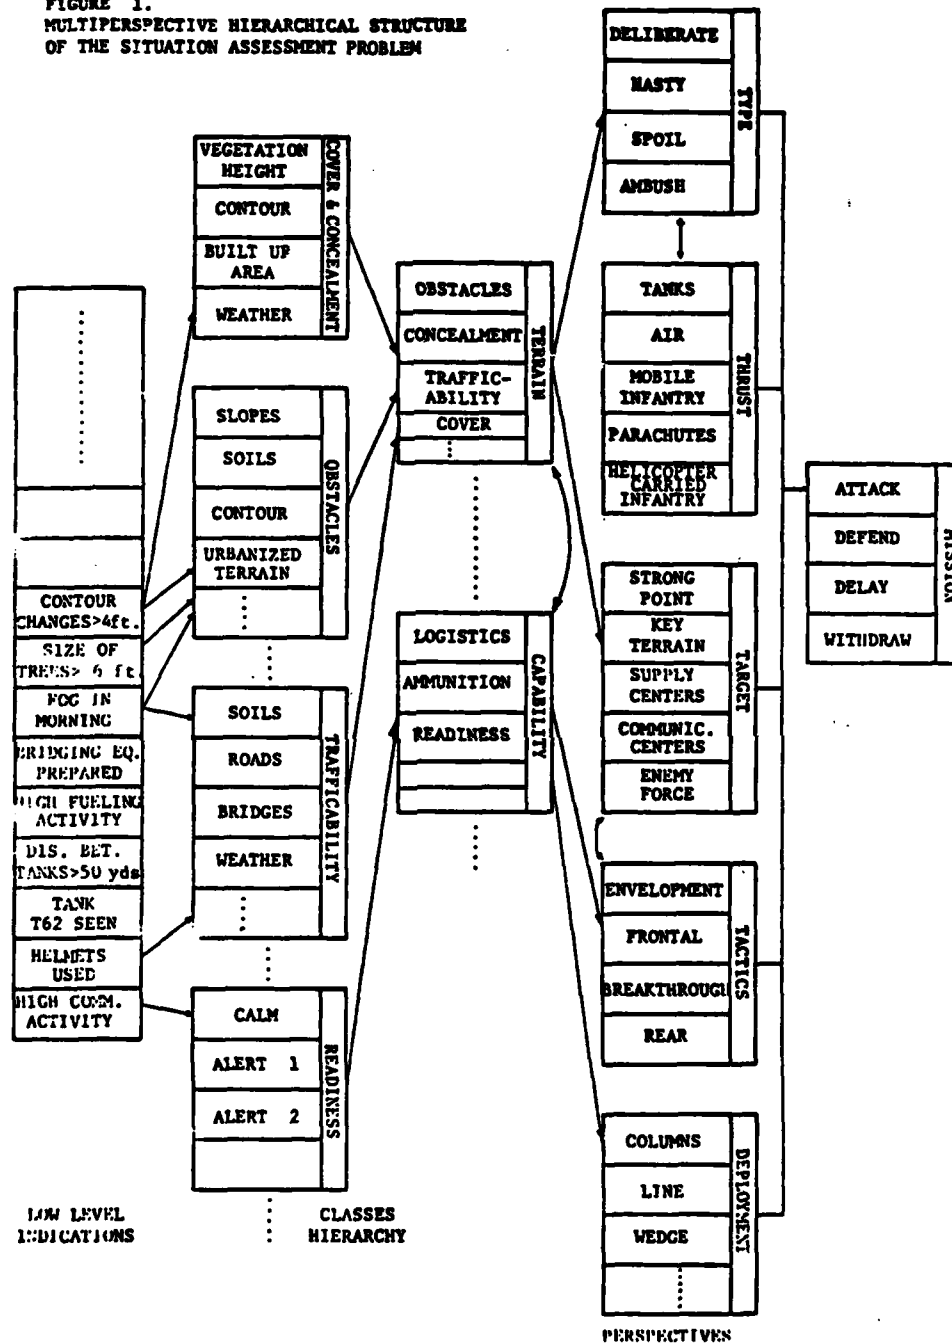 FIGURE 1.
MULTIPERSPECTIVE HIERARCHICAL STRUCTURE
OF THE SITUATION ASSESSMENT PROBLEM
CONTOUR
CHANGES>4ft.
SIZE OF
TREES> 6 ft.
FOG IN
MORNING
BRIDGING EQ.
PREPARED
HIGH FUELING
ACTIVITY
DIS. BET.
TANKS>50 yds
TANK
T62 SEEN
HELMETS
USED
HIGH COMM.
ACTIVITY
LOW LEVEL
INDICATIONS
VEGETATION
HEIGHT
CONTOUR
BUILT UP
AREA
WEATHER
COVER & CONCEALMENT
SLOPES
SOILS
CONTOUR
URBANIZED
TERRAIN
OBSTACLES
SOILS
ROADS
BRIDGES
WEATHER
TRAFFICABILITY
CALM
ALERT 1
ALERT 2
READINESS
CLASSES
HIERARCHY
OBSTACLES
CONCEALMENT
TRAFFIC-
ABILITY
COVER
TERRAIN
LOGISTICS
AMMUNITION
READINESS
CAPABILITY
DELIBERATE
HASTY
SPOIL
AMBUSH
TYPE
TANKS
AIR
MOBILE
INFANTRY
PARACHUTES
HELICOPTER
CARRIED
INFANTRY
THRUST
STRONG
POINT
KEY
TERRAIN
SUPPLY
CENTERS
COMMUNIC.
CENTERS
ENEMY
FORCE
TARGET
ENVELOPMENT
FRONTAL
BREAKTHROUGH
REAR
TACTICS
COLUMNS
LINE
WEDGE
DEPLOYMENT
PERSPECTIVES
ATTACK
DEFEND
DELAY
WITHDRAW
MISSION